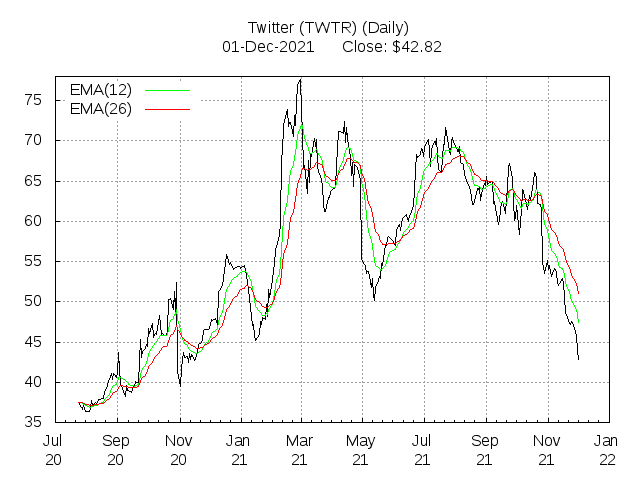 Twitter (TWTR) (Daily)
01-Dec-2021 Close: $42.82
EMA(12)
EMA(26)
75
70
65
60
55
50
45
40
35
Jul Sep Nov Jan Mar May Jul Sep Nov Jan
20 20 20 21 21 21 21 21 21 22